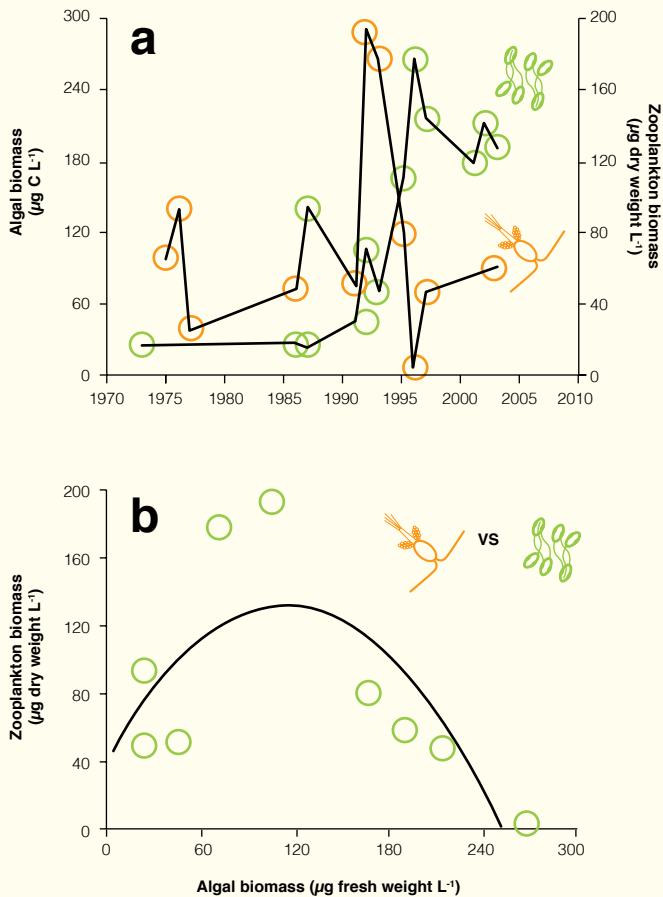 a
Algal biomass
(µg C L-1)
300
240
180
120
60
0
Zooplankton biomass
(µg dry weight L-1)
200
160
120
80
40
0
1970 1975 1980 1985 1990 1995 2000 2005 2010
b
vs
Zooplankton biomass
(µg dry weight L-1)
200
160
120
80
40
0
0 60 120 180 240 300
Algal biomass (µg fresh weight L-1)